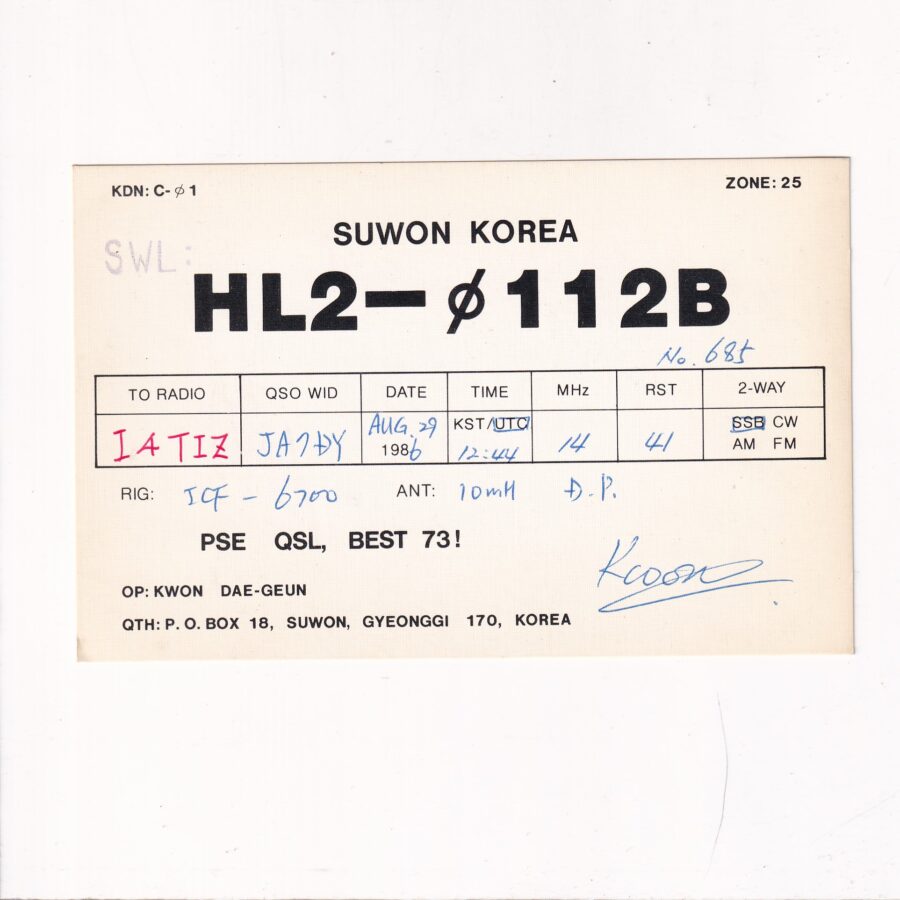 KDN: C-ø1
ZONE: 25
SUWON KOREA
SWL:
HL2-ø112B
No. 685
TO RADIO QSO WID DATE TIME MHz RST 2-WAY
I4TIZ JA7DY AUG. 29 1986 KST/UTC 12:44 14 41 SSB CW AM FM
RIG: ICF-6700 ANT: 10mH D.P.
PSE QSL, BEST 73!
Kwon
OP: KWON DAE-GEUN
QTH: P.O. BOX 18, SUWON, GYEONGGI 170, KOREA